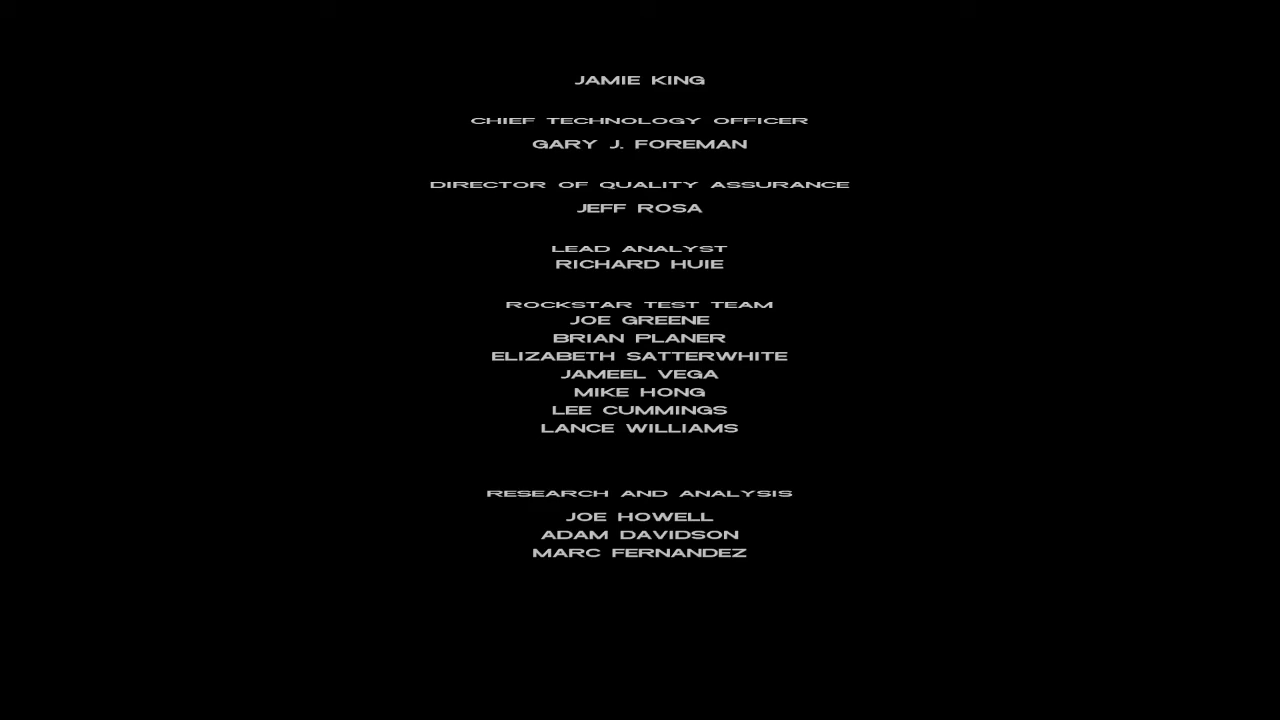 JAMIE KING
CHIEF TECHNOLOGY OFFICER
GARY J. FOREMAN
DIRECTOR OF QUALITY ASSURANCE
JEFF ROSA
LEAD ANALYST
RICHARD HUIE
ROCKSTAR TEST TEAM
JOE GREENE
BRIAN PLANER
ELIZABETH SATTERWHITE
JAMEEL VEGA
MIKE HONG
LEE CUMMINGS
LANCE WILLIAMS
RESEARCH AND ANALYSIS
JOE HOWELL
ADAM DAVIDSON
MARC FERNANDEZ